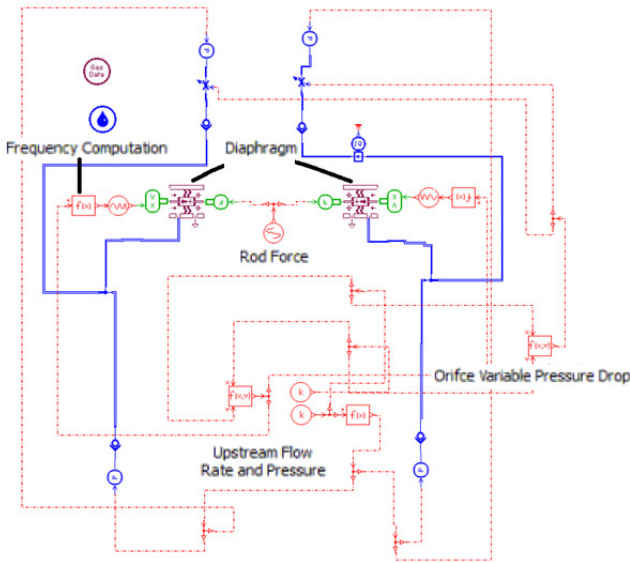 P
P
Gas
Data
Frequency Computation
Diaphragm
f(x)
Rod Force
x
f(x,y)
y
Orifce Variable Pressure Drop
x
f(x,y)
y
k
k
x
f(x)
Upstream Flow
Rate and Pressure
P
P